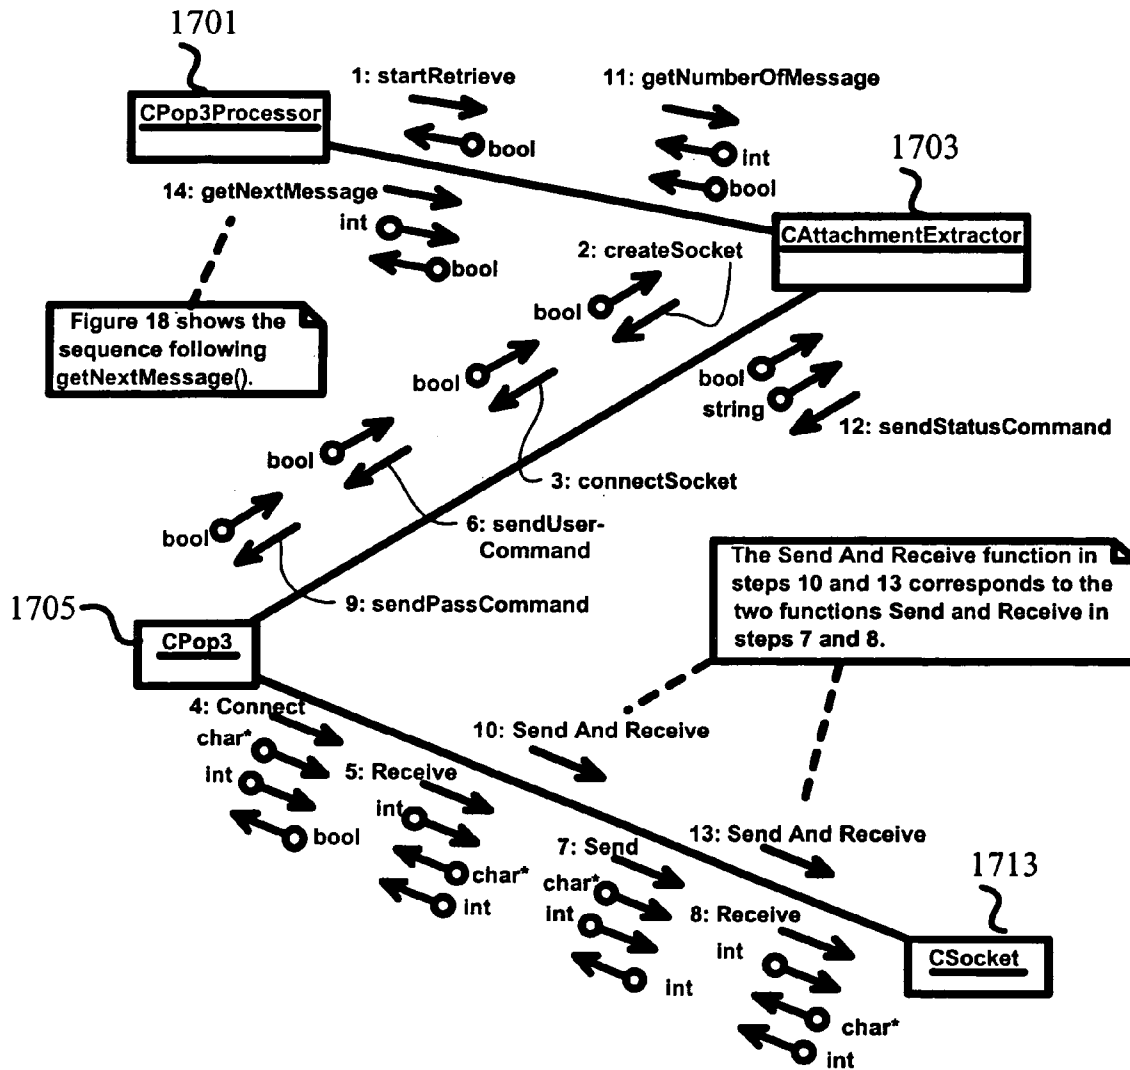 1701
1: startRetrieve
11: getNumberOfMessage
CPop3Processor
bool
int
bool
1703
14: getNextMessage
int
bool
CAttachmentExtractor
2: createSocket
bool
Figure 18 shows the
sequence following
getNextMessage().
bool
bool
string
12: sendStatusCommand
bool
3: connectSocket
bool
6: sendUser-
Command
9: sendPassCommand
The Send And Receive function in
steps 10 and 13 corresponds to the
two functions Send and Receive in
steps 7 and 8.
1705
CPop3
4: Connect
char*
int
bool
5: Receive
int
char*
int
10: Send And Receive
7: Send
char*
int
int
13: Send And Receive
8: Receive
int
char*
int
1713
CSocket